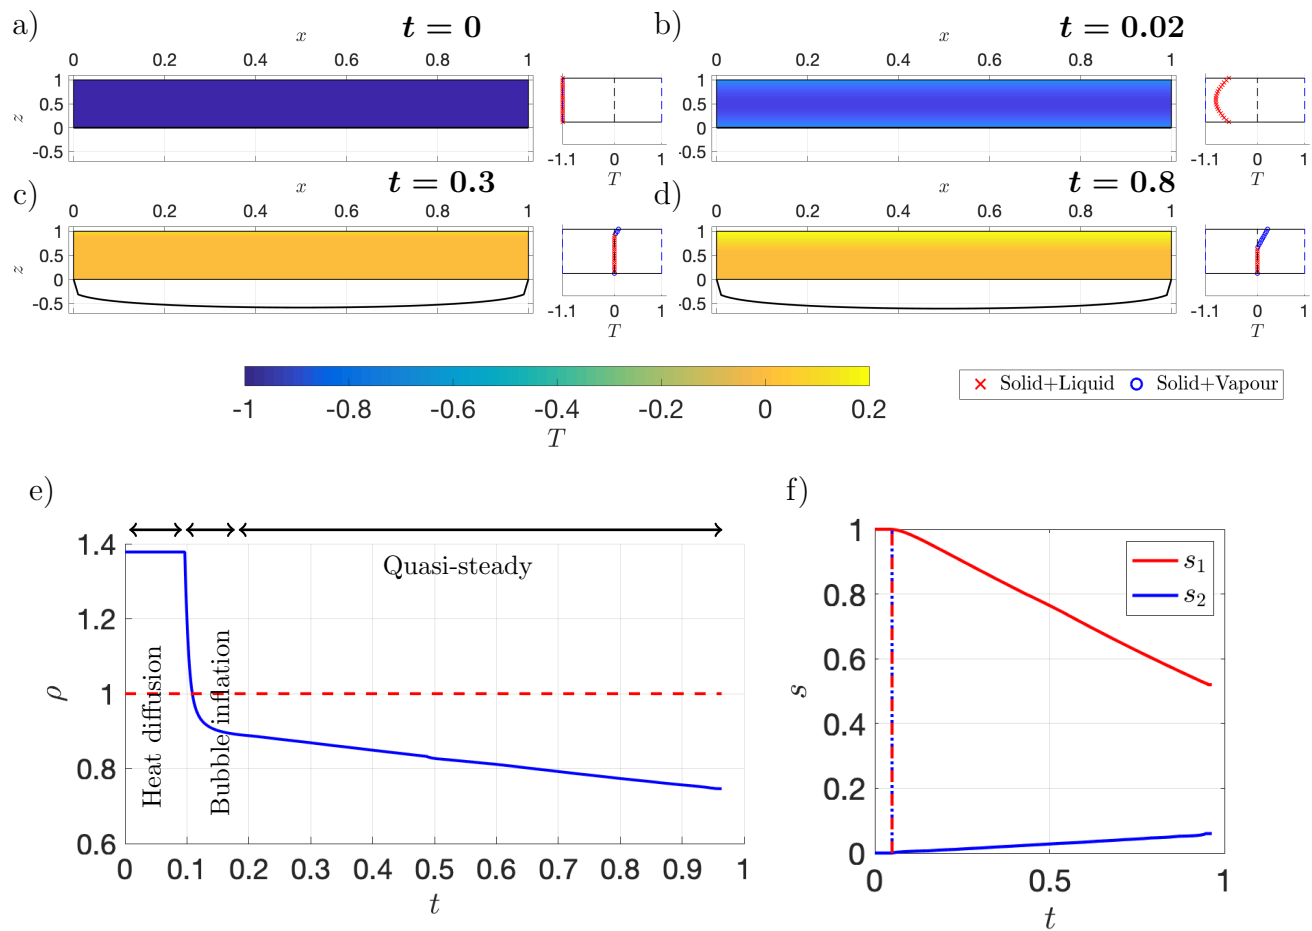 a) t = 0 b) t = 0.02
x x
0 0.2 0.4 0.6 0.8 1 0 0.2 0.4 0.6 0.8 1
z 1 0.5 0 -0.5 1 0.5 0 -0.5
-1.1 0 1 -1.1 0 1
T T
c) t = 0.3 d) t = 0.8
x x
0 0.2 0.4 0.6 0.8 1 0 0.2 0.4 0.6 0.8 1
z 1 0.5 0 -0.5 1 0.5 0 -0.5
-1.1 0 1 -1.1 0 1
T T
-1 -0.8 -0.6 -0.4 -0.2 0 0.2
T
Solid+Liquid Solid+Vapour
e)
Quasi-steady
Heat diffusion
Bubble inflation
1.4
1.2
1
0.8
0.6
ρ
0 0.1 0.2 0.3 0.4 0.5 0.6 0.7 0.8 0.9 1
t
f)
s₁
s₂
1
0.8
0.6
0.4
0.2
0
s
0 0.5 1
t